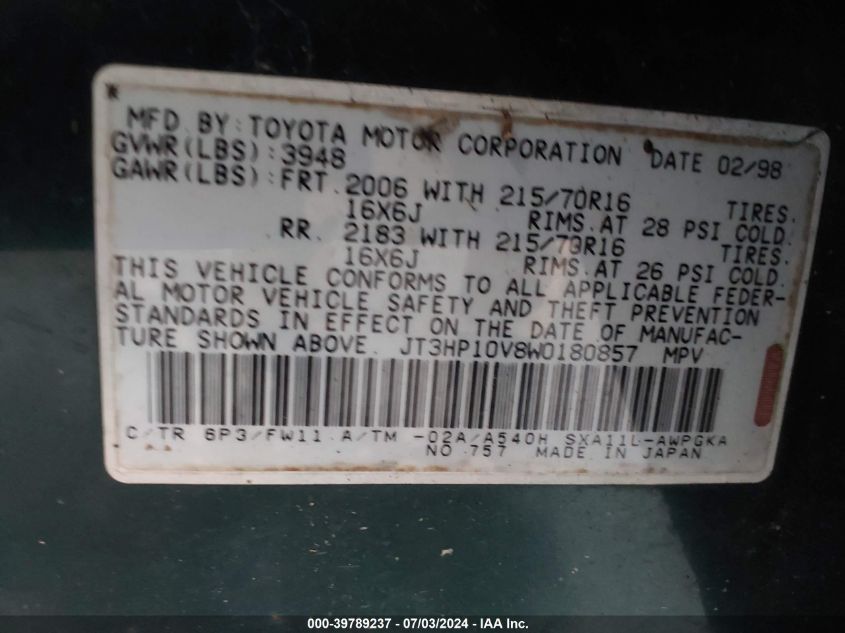 MFD. BY: TOYOTA MOTOR CORPORATION DATE 02/98
GVWR(LBS):3948
GAWR(LBS):FRT. 2006 WITH 215/70R16 TIRES.
16X6J RIMS.AT 28 PSI COLD.
RR. 2183 WITH 215/70R16 TIRES.
16X6J RIMS.AT 26 PSI COLD.
THIS VEHICLE CONFORMS TO ALL APPLICABLE FEDER-
AL MOTOR VEHICLE SAFETY AND THEFT PREVENTION
STANDARDS IN EFFECT ON THE DATE OF MANUFAC-
TURE SHOWN ABOVE. JT3HP10V8W0180857 MPV
C/TR 6P3/FW11 A/TM -02A/A540H SXA11L-AWPGKA
NO.757 MADE IN JAPAN
000-39789237 - 07/03/2024 - IAA Inc.